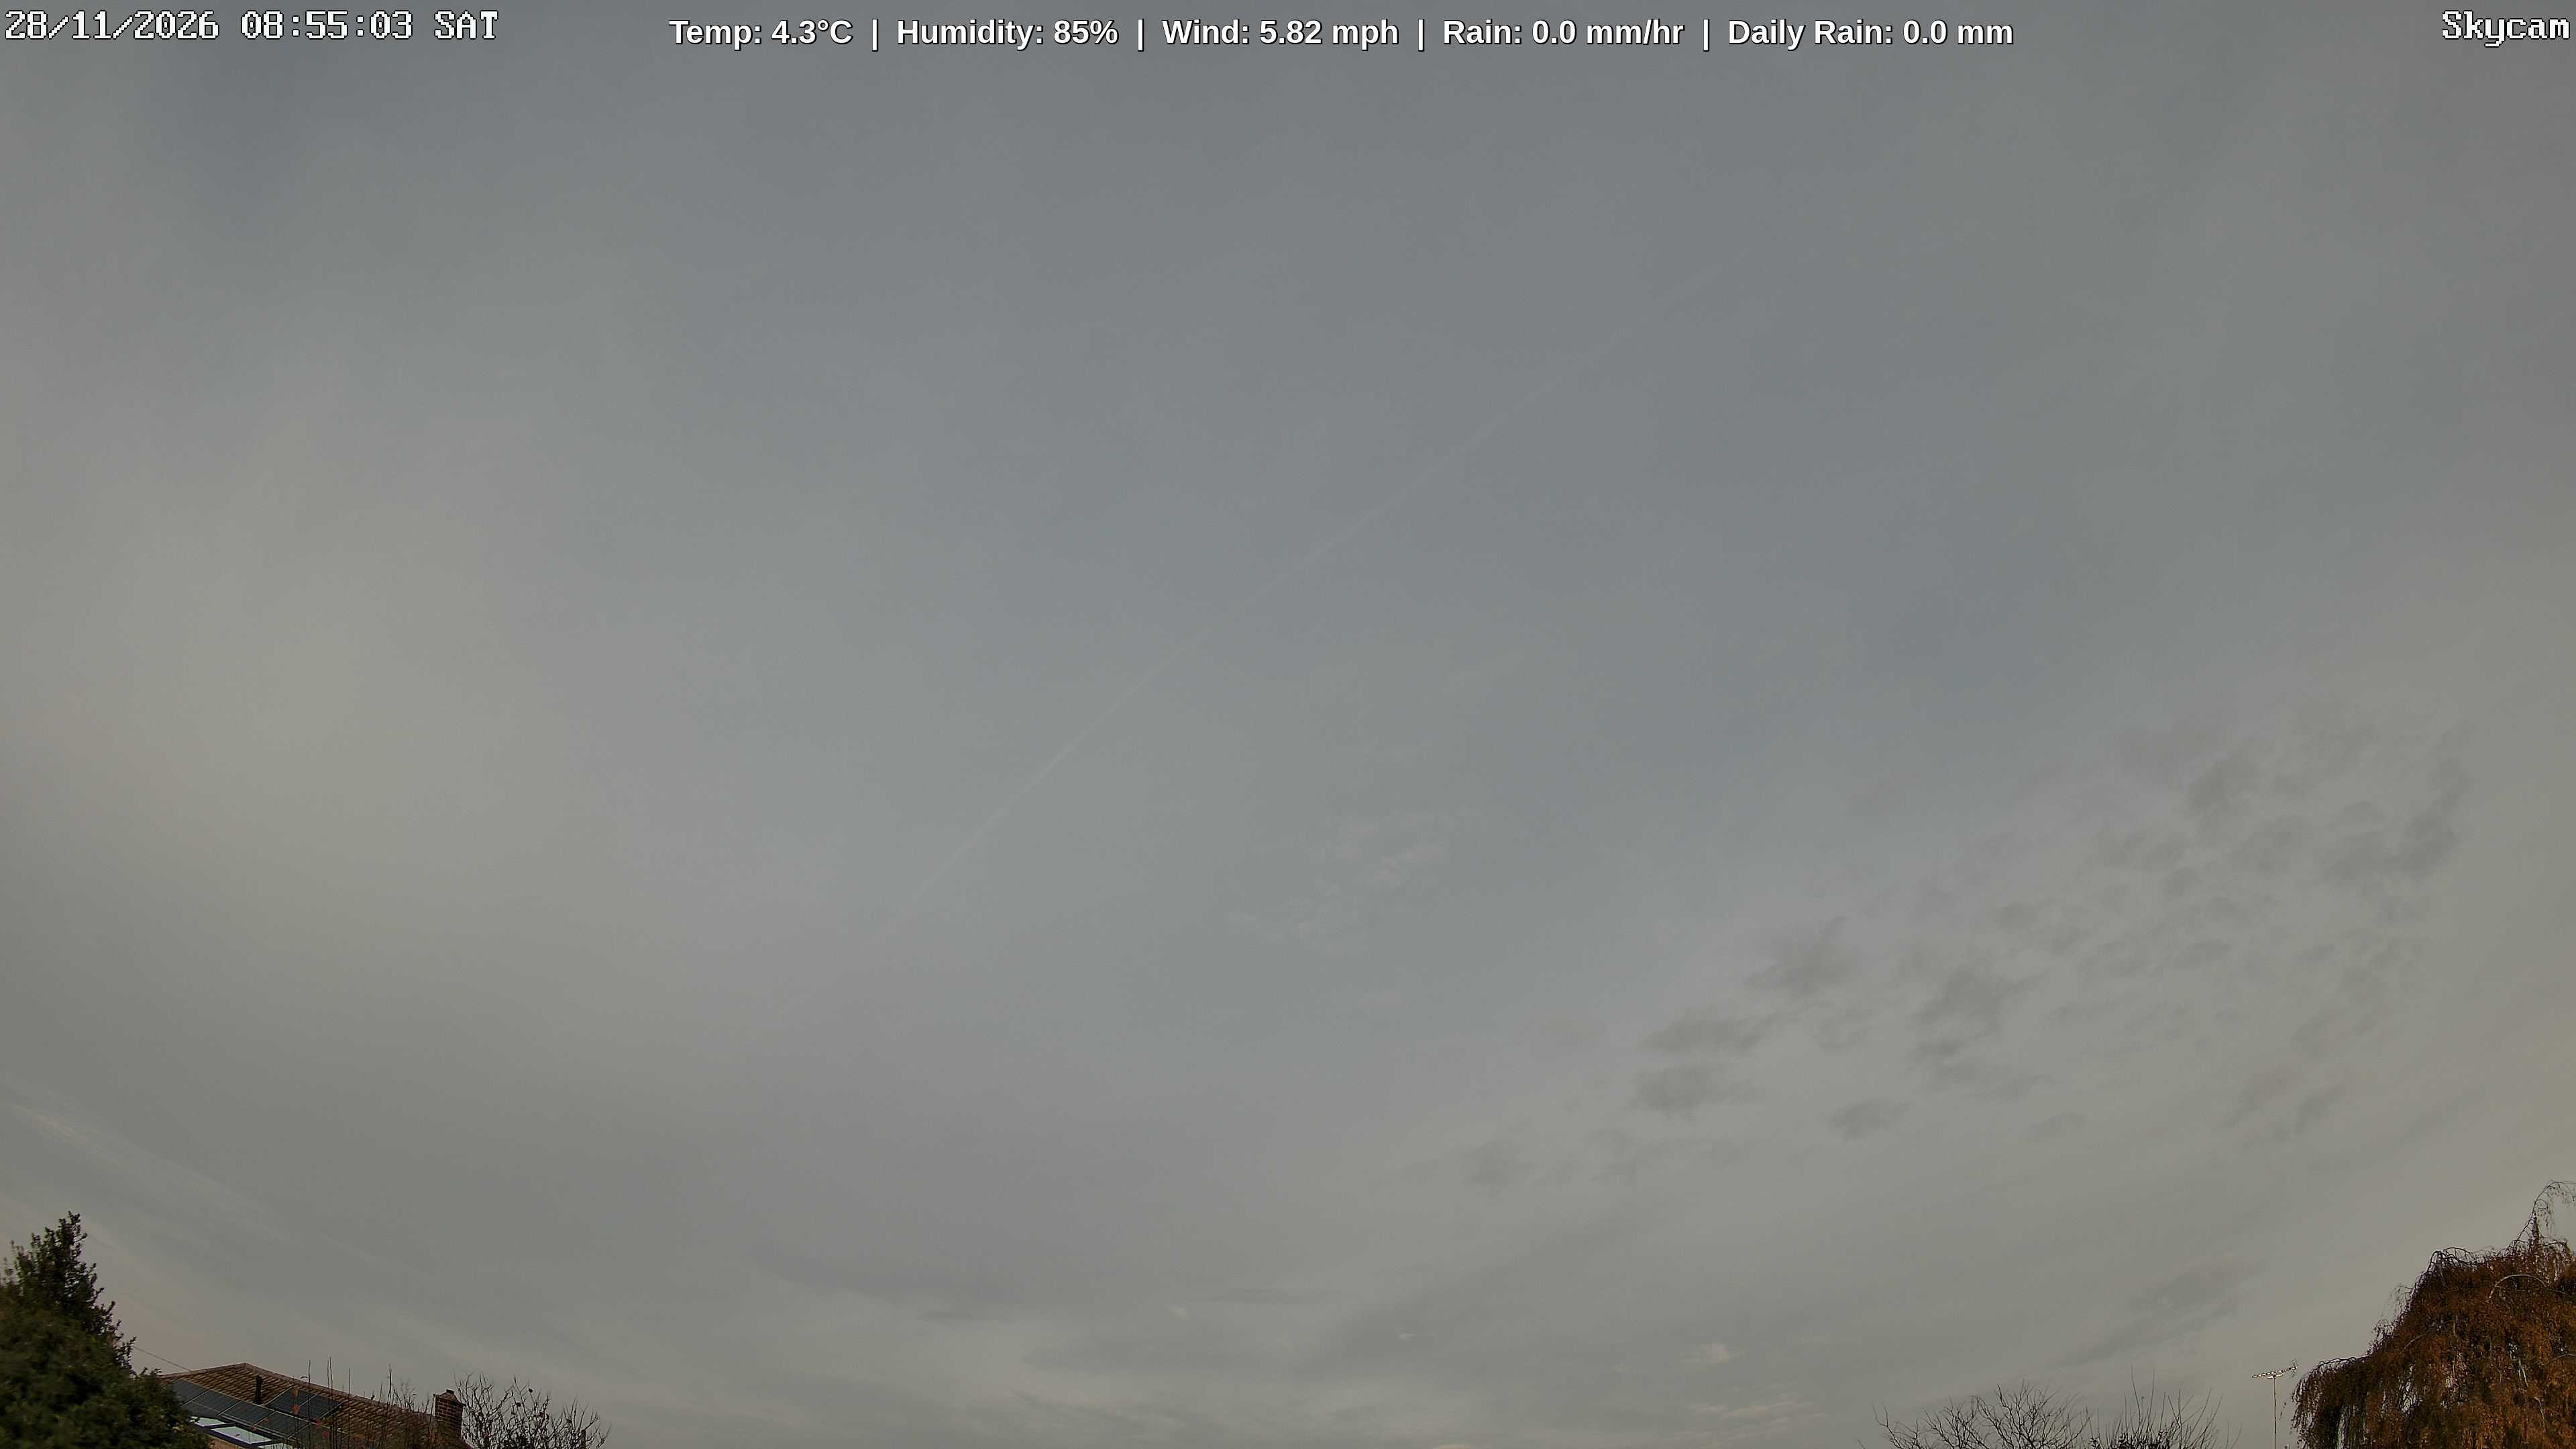 28/11/2026 08:55:03 SAT
Temp: 4.3°C | Humidity: 85% | Wind: 5.82 mph | Rain: 0.0 mm/hr | Daily Rain: 0.0 mm
Skycam